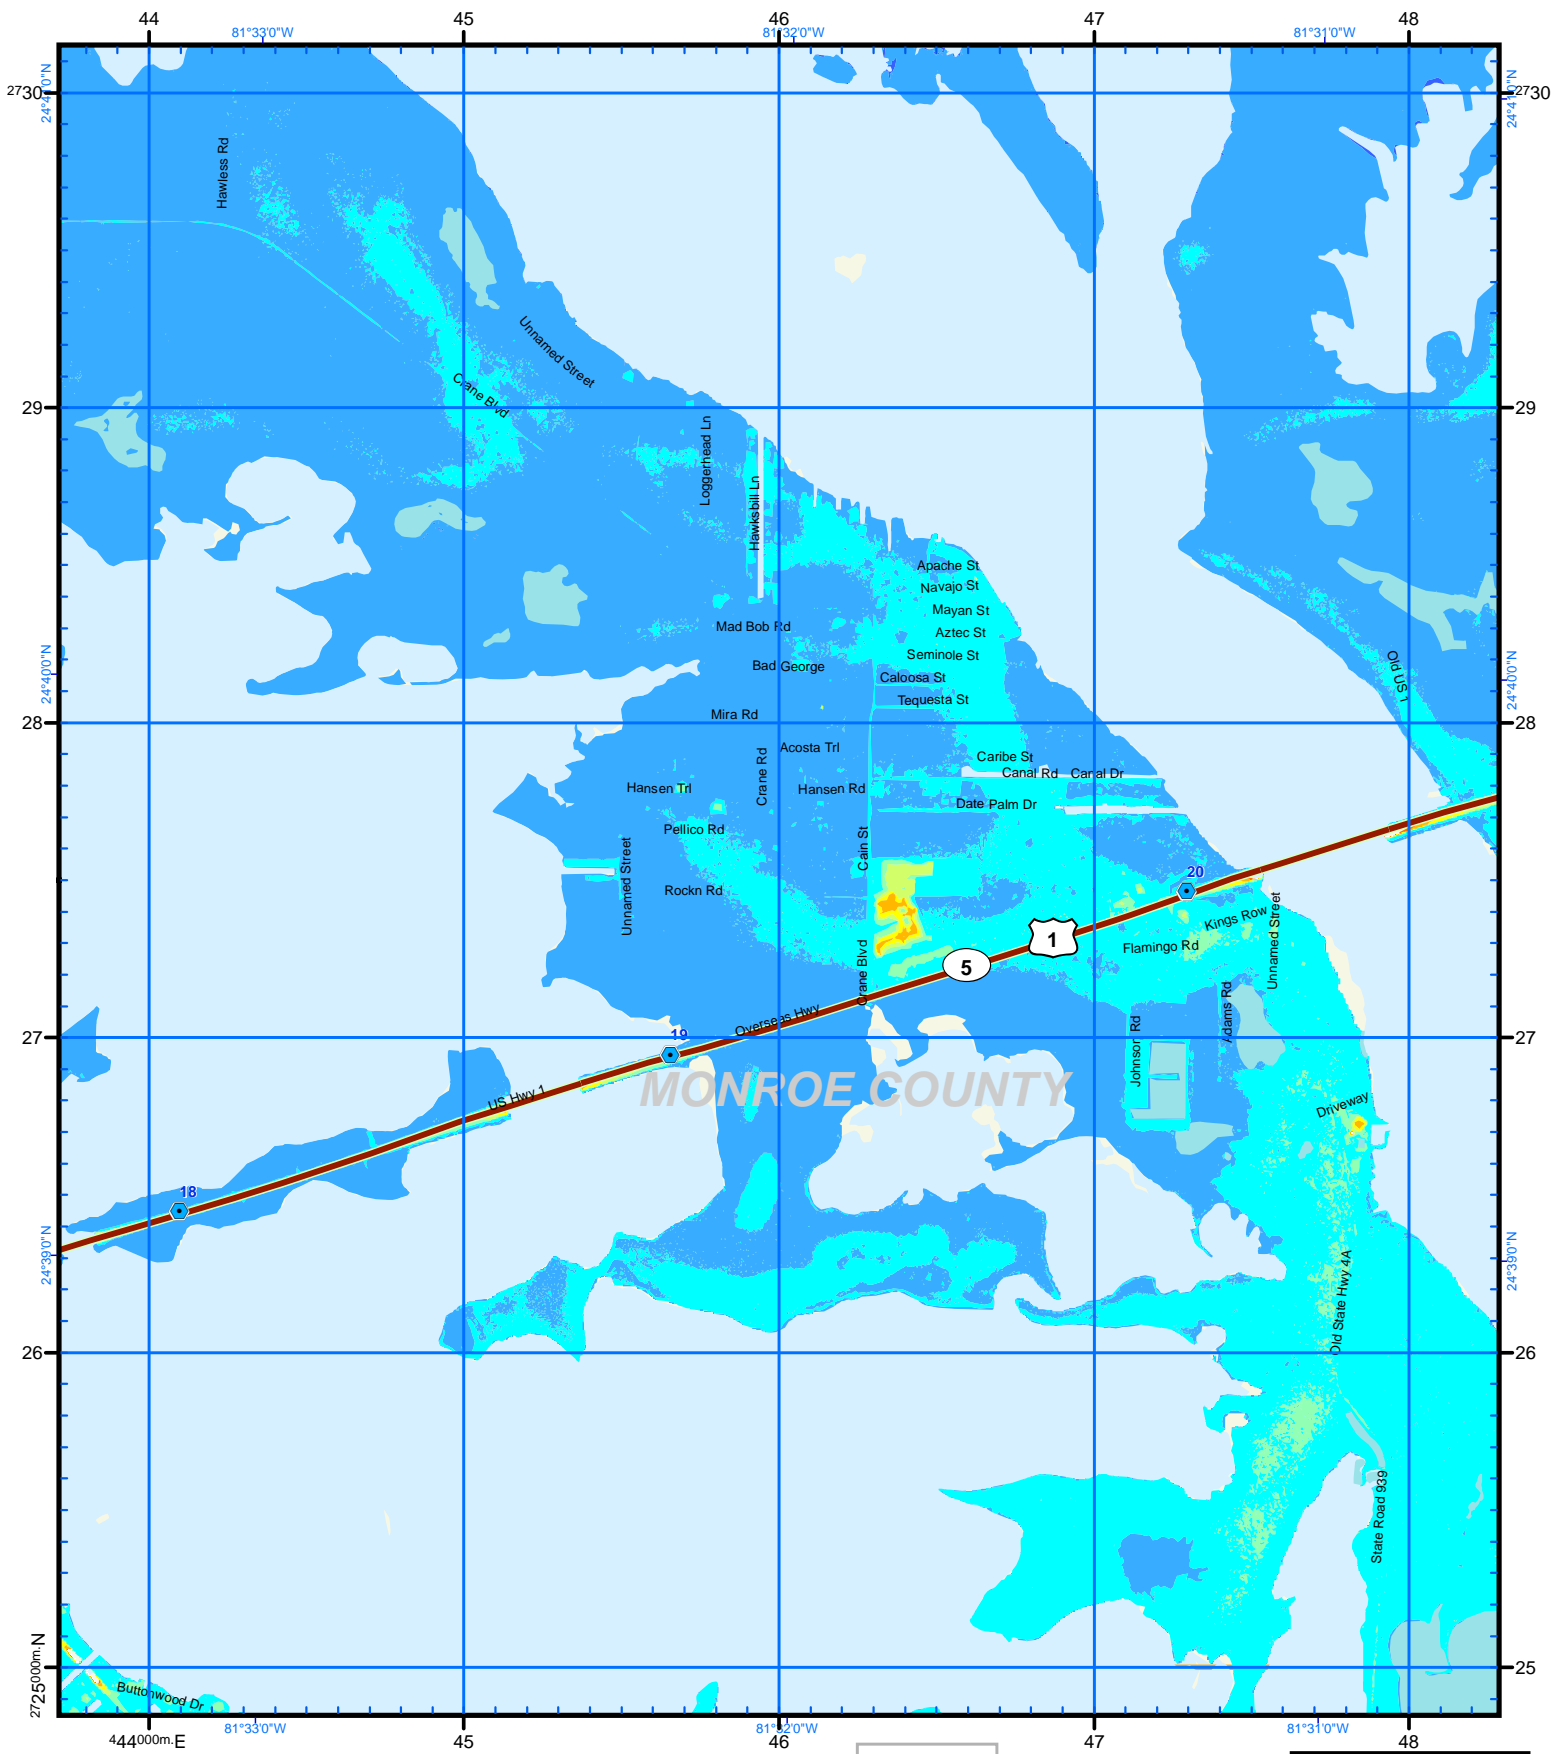 44 45 46 47 48
81°33'0"W 81°32'0"W 81°31'0"W
2730 2730
24°41'0"N 24°41'0"N
Hawless Rd
Unnamed Street
Crane Blvd
29 29
Loggerhead Ln
Hawksbill Ln
Apache St
Navajo St
Mayan St
Mad Bob Rd
Aztec St
Seminole St
Bad George
Caloosa St
24°40'0"N 24°40'0"N
Old US 1
Tequesta St
Mira Rd
28 28
Acosta Trl
Caribe St
Canal Rd Canal Dr
Crane Rd
Hansen Trl
Hansen Rd
Date Palm Dr
Pellico Rd
Cain St
Unnamed Street
20
Rockn Rd
Kings Row
Unnamed Street
1
Flamingo Rd
5
Crane Blvd
Adams Rd
Overseas Hwy
19
27 27
Johnson Rd
MONROE COUNTY
US Hwy 1
Driveway
18
24°39'0"N 24°39'0"N
Old State Hwy 4A
26 26
State Road 939
2725000m. N 25
Buttonwood Dr
81°33'0"W 81°32'0"W 81°31'0"W
444000m. E 45 46 47 48